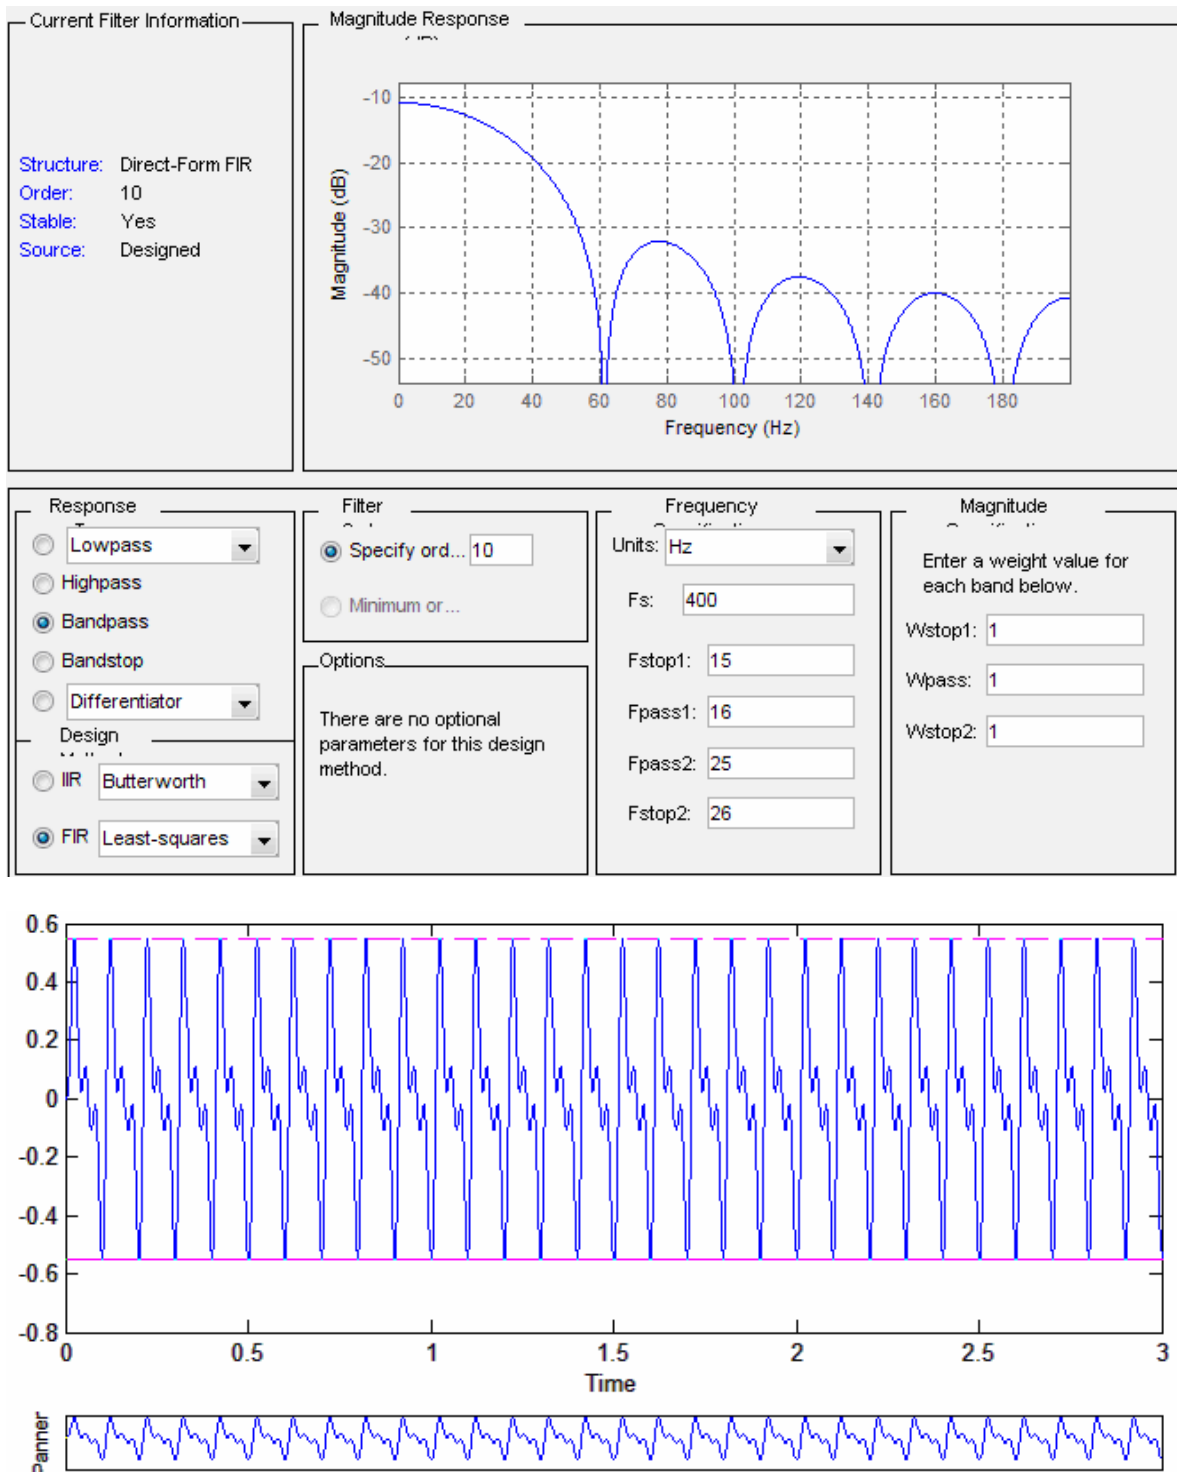 Current Filter Information
Structure: Direct-Form FIR
Order: 10
Stable: Yes
Source: Designed
Magnitude Response
-10
-20
-30
-40
-50
Magnitude (dB)
0 20 40 60 80 100 120 140 160 180
Frequency (Hz)
Response
Lowpass
Highpass
Bandpass
Bandstop
Differentiator
Design
IIR Butterworth
FIR Least-squares
Filter
Specify ord... 10
Minimum or...
Options
There are no optional
parameters for this design
method.
Frequency
Units: Hz
Fs: 400
Fstop1: 15
Fpass1: 16
Fpass2: 25
Fstop2: 26
Magnitude
Enter a weight value for
each band below.
Wstop1: 1
Wpass: 1
Wstop2: 1
0.6
0.4
0.2
0
-0.2
-0.4
-0.6
-0.8
0 0.5 1 1.5 2 2.5 3
Time
Panner